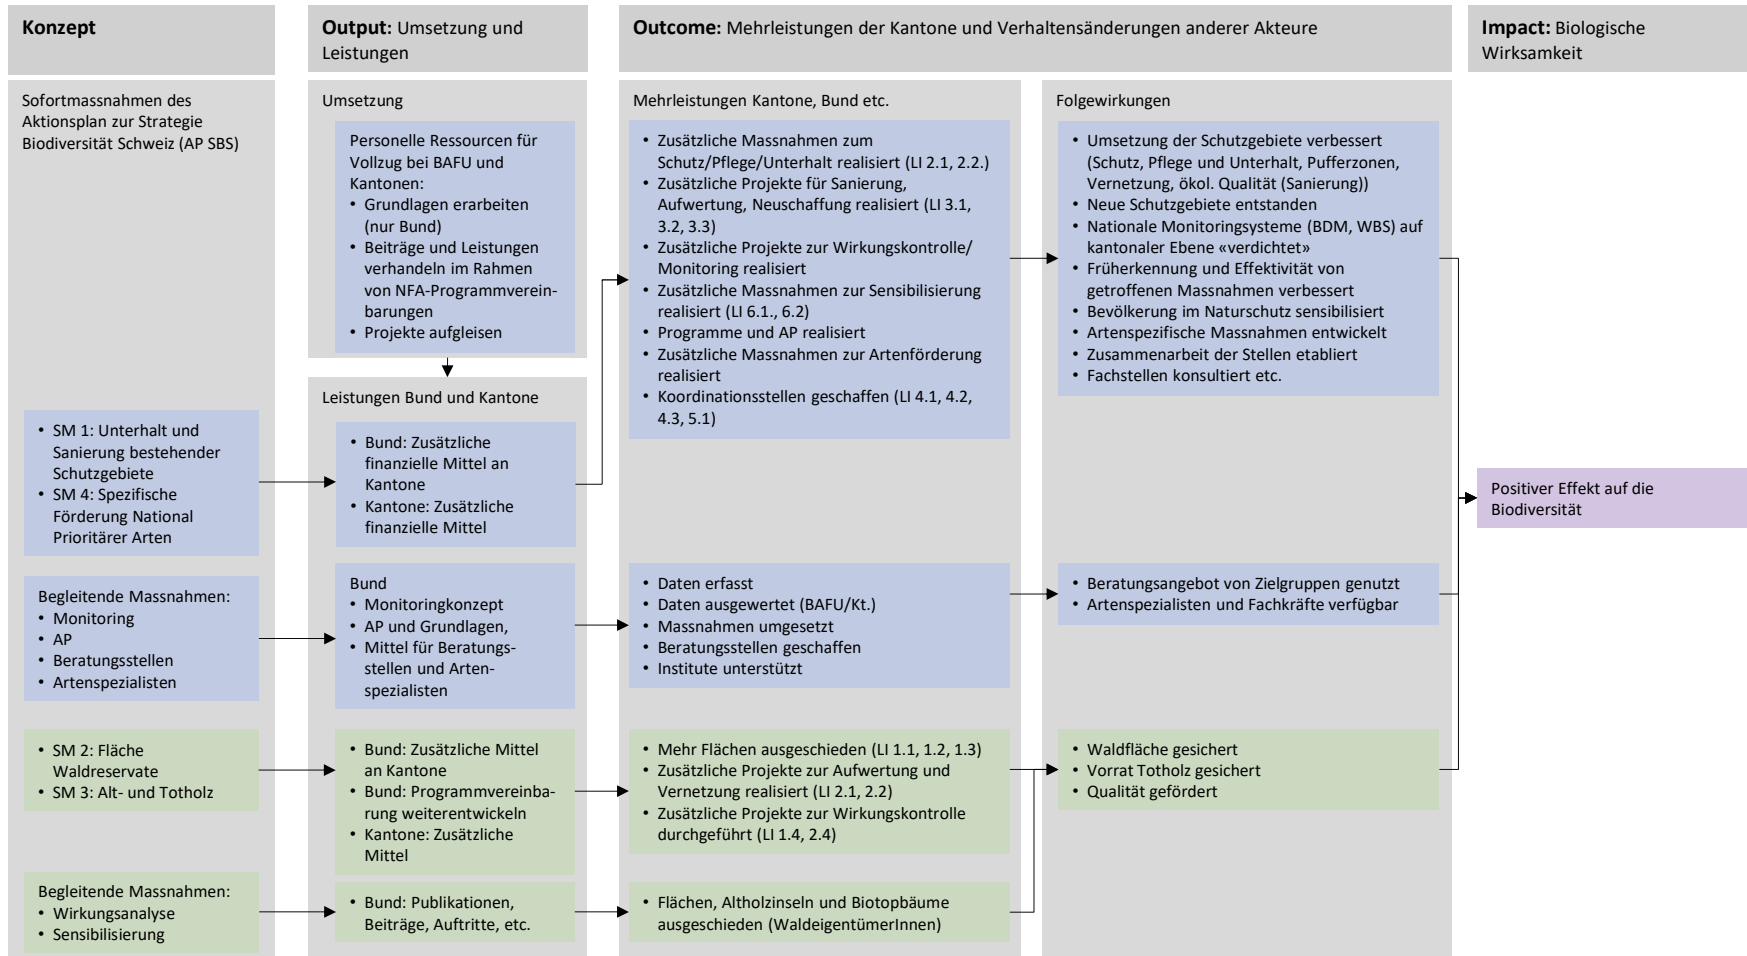 Konzept
Output: Umsetzung und
Leistungen
Outcome: Mehrleistungen der Kantone und Verhaltensänderungen anderer Akteure
Impact: Biologische
Wirksamkeit
Sofortmassnahmen des
Aktionsplan zur Strategie
Biodiversität Schweiz (AP SBS)
• SM 1: Unterhalt und
Sanierung bestehender
Schutzgebiete
• SM 4: Spezifische
Förderung National
Prioritärer Arten
Begleitende Massnahmen:
• Monitoring
• AP
• Beratungsstellen
• Artenspezialisten
• SM 2: Fläche
Waldreservate
• SM 3: Alt- und Totholz
Begleitende Massnahmen:
• Wirkungsanalyse
• Sensibilisierung
Umsetzung
Personelle Ressourcen für
Vollzug bei BAFU und
Kantonen:
• Grundlagen erarbeiten
(nur Bund)
• Beiträge und Leistungen
verhandeln im Rahmen
von NFA-Programmverein-
barungen
• Projekte aufgleisen
Leistungen Bund und Kantone
• Bund: Zusätzliche
finanzielle Mittel an
Kantone
• Kantone: Zusätzliche
finanzielle Mittel
Bund
• Monitoringkonzept
• AP und Grundlagen,
• Mittel für Beratungs-
stellen und Arten-
spezialisten
• Bund: Zusätzliche Mittel
an Kantone
• Bund: Programmvereinba-
rung weiterentwickeln
• Kantone: Zusätzliche
Mittel
• Bund: Publikationen,
Beiträge, Auftritte, etc.
Mehrleistungen Kantone, Bund etc.
• Zusätzliche Massnahmen zum
Schutz/Pflege/Unterhalt realisiert (LI 2.1, 2.2.)
• Zusätzliche Projekte für Sanierung,
Aufwertung, Neuschaffung realisiert (LI 3.1,
3.2, 3.3)
• Zusätzliche Projekte zur Wirkungskontrolle/
Monitoring realisiert
• Zusätzliche Massnahmen zur Sensibilisierung
realisiert (LI 6.1., 6.2)
• Programme und AP realisiert
• Zusätzliche Massnahmen zur Artenförderung
realisiert
• Koordinationsstellen geschaffen (LI 4.1, 4.2,
4.3, 5.1)
• Daten erfasst
• Daten ausgewertet (BAFU/Kt.)
• Massnahmen umgesetzt
• Beratungsstellen geschaffen
• Institute unterstützt
• Mehr Flächen ausgeschieden (LI 1.1, 1.2, 1.3)
• Zusätzliche Projekte zur Aufwertung und
Vernetzung realisiert (LI 2.1, 2.2)
• Zusätzliche Projekte zur Wirkungskontrolle
durchgeführt (LI 1.4, 2.4)
• Flächen, Altholzinseln und Biotopbäume
ausgeschieden (WaldeigentümerInnen)
Folgewirkungen
• Umsetzung der Schutzgebiete verbessert
(Schutz, Pflege und Unterhalt, Pufferzonen,
Vernetzung, ökol. Qualität (Sanierung))
• Neue Schutzgebiete entstanden
• Nationale Monitoringsysteme (BDM, WBS) auf
kantonaler Ebene «verdichtet»
• Früherkennung und Effektivität von
getroffenen Massnahmen verbessert
• Bevölkerung im Naturschutz sensibilisiert
• Artenspezifische Massnahmen entwickelt
• Zusammenarbeit der Stellen etabliert
• Fachstellen konsultiert etc.
• Beratungsangebot von Zielgruppen genutzt
• Artenspezialisten und Fachkräfte verfügbar
• Waldfläche gesichert
• Vorrat Totholz gesichert
• Qualität gefördert
Positiver Effekt auf die
Biodiversität